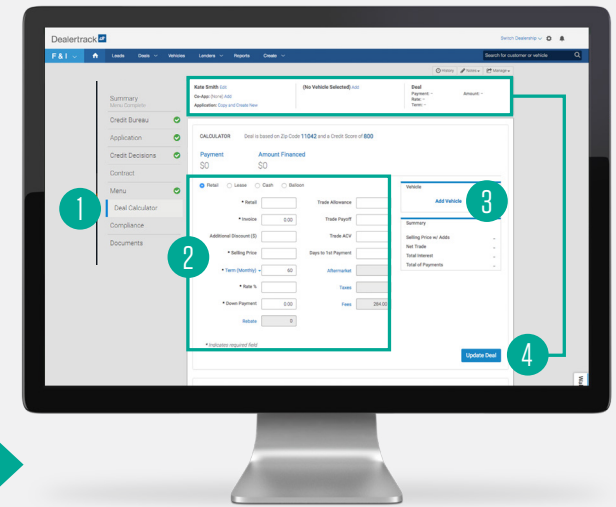 Dealertrack
Switch Dealership
F & I
Leads Deals Vehicles Lenders Reports Create
Search for customer or vehicle
History Notes Manage
Kate Smith Edit
(No Vehicle Selected) Add
Deal
Co-App: (None) Add
Payment: -
Amount: -
Application: Copy and Create New
Rate: -
Term: -
Summary
Menu Complete
Credit Bureau
Application
Credit Decisions
Contract
Menu
Deal Calculator
Compliance
Documents
CALCULATOR Deal is based on Zip Code 11042 and a Credit Score of 800
Payment Amount Financed
$0 $0
Retail Lease Cash Balloon
* Retail Trade Allowance
* Invoice 0.00 Trade Payoff
Additional Discount ($) Trade ACV
* Selling Price Days to 1st Payment
* Term (Monthly) 60 Aftermarket
* Rate % Taxes
* Down Payment 0.00 Fees 284.00
Rebate 0
* Indicates required field
Vehicle
Add Vehicle
Summary
Selling Price w/ Adds
Net Trade
Total Interest
Total of Payments
Update Deal
1
2
3
4